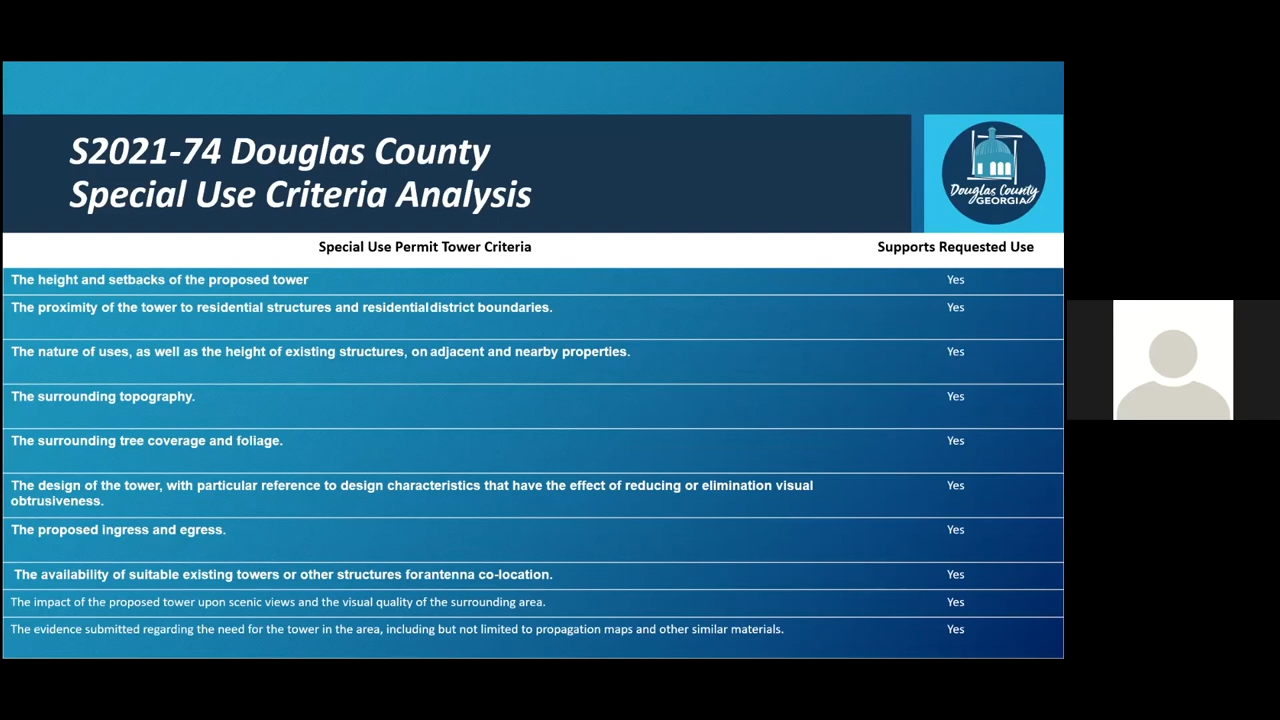 S2021-74 Douglas County
Special Use Criteria Analysis
Douglas County
GEORGIA
Special Use Permit Tower Criteria Supports Requested Use
The height and setbacks of the proposed tower Yes
The proximity of the tower to residential structures and residentialdistrict boundaries. Yes
The nature of uses, as well as the height of existing structures, on adjacent and nearby properties. Yes
The surrounding topography. Yes
The surrounding tree coverage and foliage. Yes
The design of the tower, with particular reference to design characteristics that have the effect of reducing or elimination visual Yes
obtrusiveness.
The proposed ingress and egress. Yes
The availability of suitable existing towers or other structures forantenna co-location. Yes
The impact of the proposed tower upon scenic views and the visual quality of the surrounding area. Yes
The evidence submitted regarding the need for the tower in the area, including but not limited to propagation maps and other similar materials. Yes